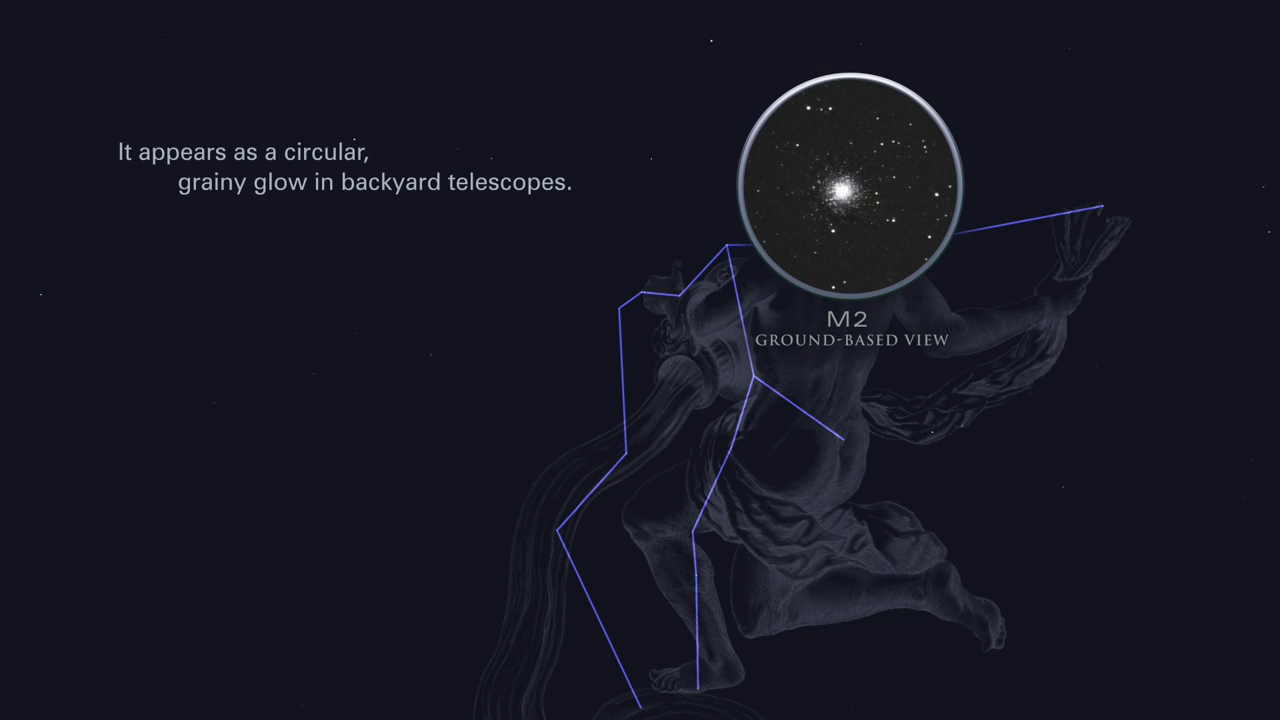 It appears as a circular,
grainy glow in backyard telescopes.
M2
GROUND-BASED VIEW